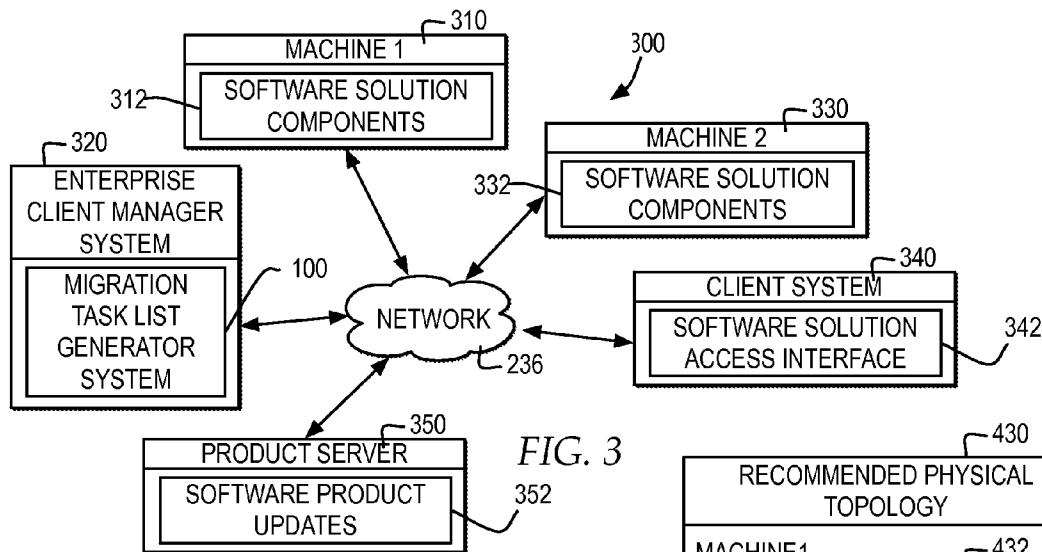 310
MACHINE 1
312
SOFTWARE SOLUTION
COMPONENTS
300
330
MACHINE 2
332
SOFTWARE SOLUTION
COMPONENTS
320
ENTERPRISE
CLIENT MANAGER
SYSTEM
100
MIGRATION
TASK LIST
GENERATOR
SYSTEM
NETWORK
236
340
CLIENT SYSTEM
SOFTWARE SOLUTION
ACCESS INTERFACE
342
350
PRODUCT SERVER
SOFTWARE PRODUCT
UPDATES
352
FIG. 3
430
RECOMMENDED PHYSICAL
TOPOLOGY
MACHINE1
432